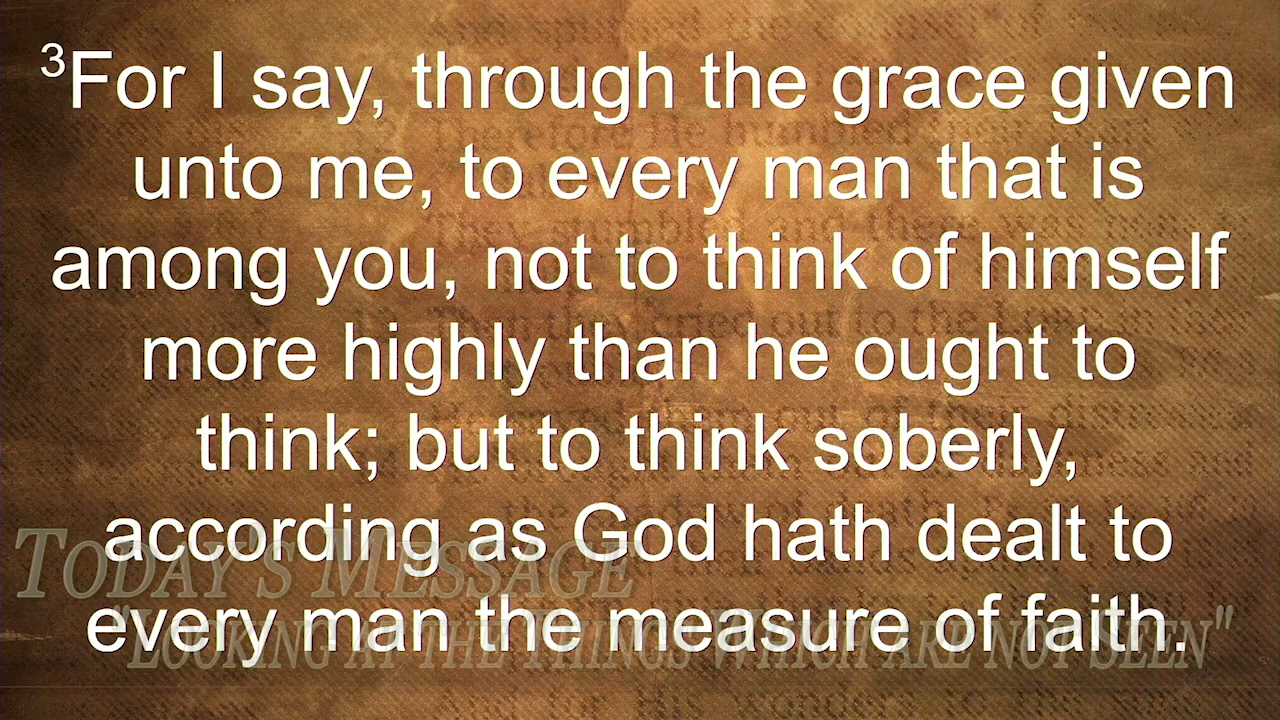 3For I say, through the grace given
unto me, to every man that is
among you, not to think of himself
more highly than he ought to
think; but to think soberly,
according as God hath dealt to
every man the measure of faith.
TODAY'S MESSAGE
"LOOKING AT THE THINGS WHICH ARE NOT SEEN"